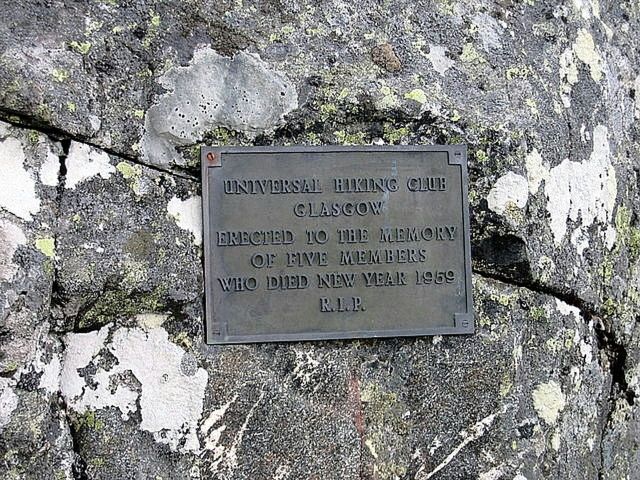 UNIVERSAL HIKING CLUB
GLASGOW
ERECTED TO THE MEMORY
OF FIVE MEMBERS
WHO DIED NEW YEAR 1959
R.I.P.